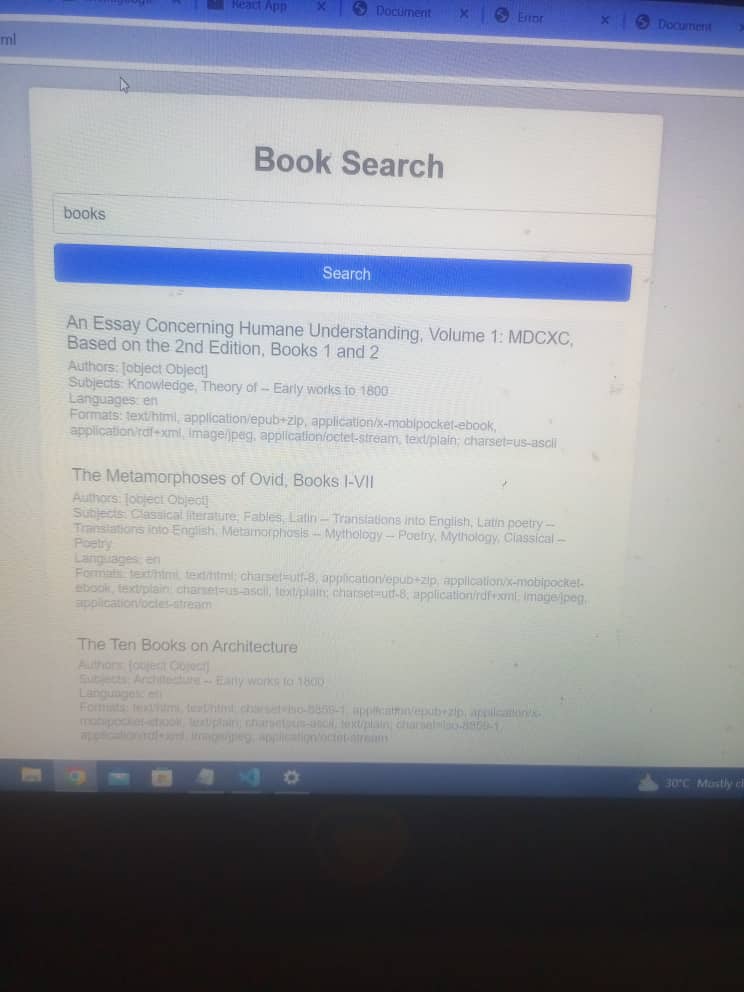 React App
Document
Error
Document
ml
Book Search
books
Search
An Essay Concerning Humane Understanding, Volume 1: MDCXC,
Based on the 2nd Edition, Books 1 and 2
Authors: [object Object]
Subjects: Knowledge, Theory of -- Early works to 1800
Languages: en
Formats: text/html, application/epub+zip, application/x-mobipocket-ebook,
application/rdf+xml, image/jpeg, application/octet-stream, text/plain; charset=us-ascii
The Metamorphoses of Ovid, Books I-VII
Authors: [object Object]
Subjects: Classical literature, Fables, Latin -- Translations into English, Latin poetry --
Translations into English, Metamorphosis -- Mythology -- Poetry, Mythology, Classical --
Poetry
Languages: en
Formats: text/html, text/html; charset=utf-8, application/epub+zip, application/x-mobipocket-
ebook, text/plain; charset=us-ascii, text/plain; charset=utf-8, application/rdf+xml, image/jpeg,
application/octet-stream
The Ten Books on Architecture
Authors: [object Object]
Subjects: Architecture -- Early works to 1800
Languages: en
Formats: text/html, text/html; charset=iso-8859-1, application/epub+zip, application/x-
mobipocket-ebook, text/plain; charset=us-ascii, text/plain; charset=iso-8859-1,
application/rdf+xml, image/jpeg, application/octet-stream
30°C Mostly cl